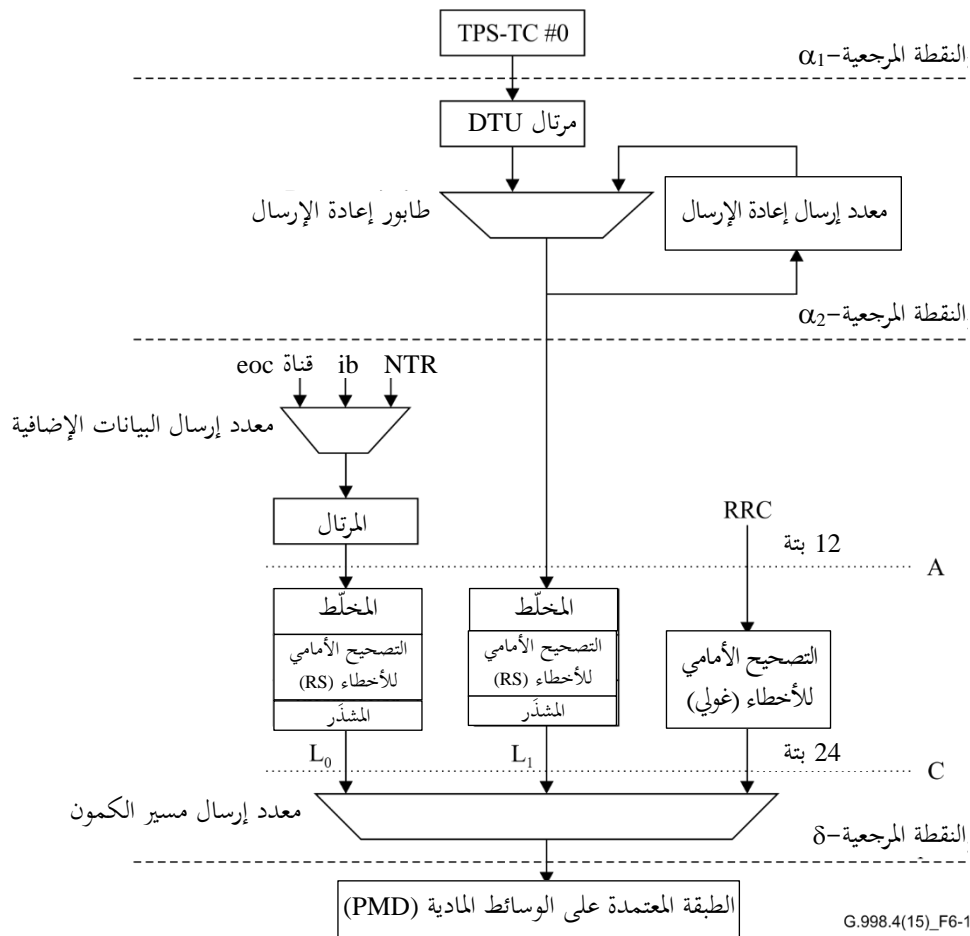 TPS-TC #0
النقطة المرجعية-α1
مرتال DTU
طابور إعادة الإرسال
معدد إرسال إعادة الإرسال
النقطة المرجعية-α2
قناة eoc
ib
NTR
معدد إرسال البيانات الإضافية
المرتال
RRC
12 بتة
A
المخلّط
التصحيح الأمامي
للأخطاء (RS)
المشذَر
المخلّط
التصحيح الأمامي
للأخطاء (RS)
المشذَر
التصحيح الأمامي
للأخطاء (غولي)
L0
L1
24 بتة
C
معدد إرسال مسير الكمون
النقطة المرجعية-δ
الطبقة المعتمدة على الوسائط المادية (PMD)
G.998.4(15)_F6-1